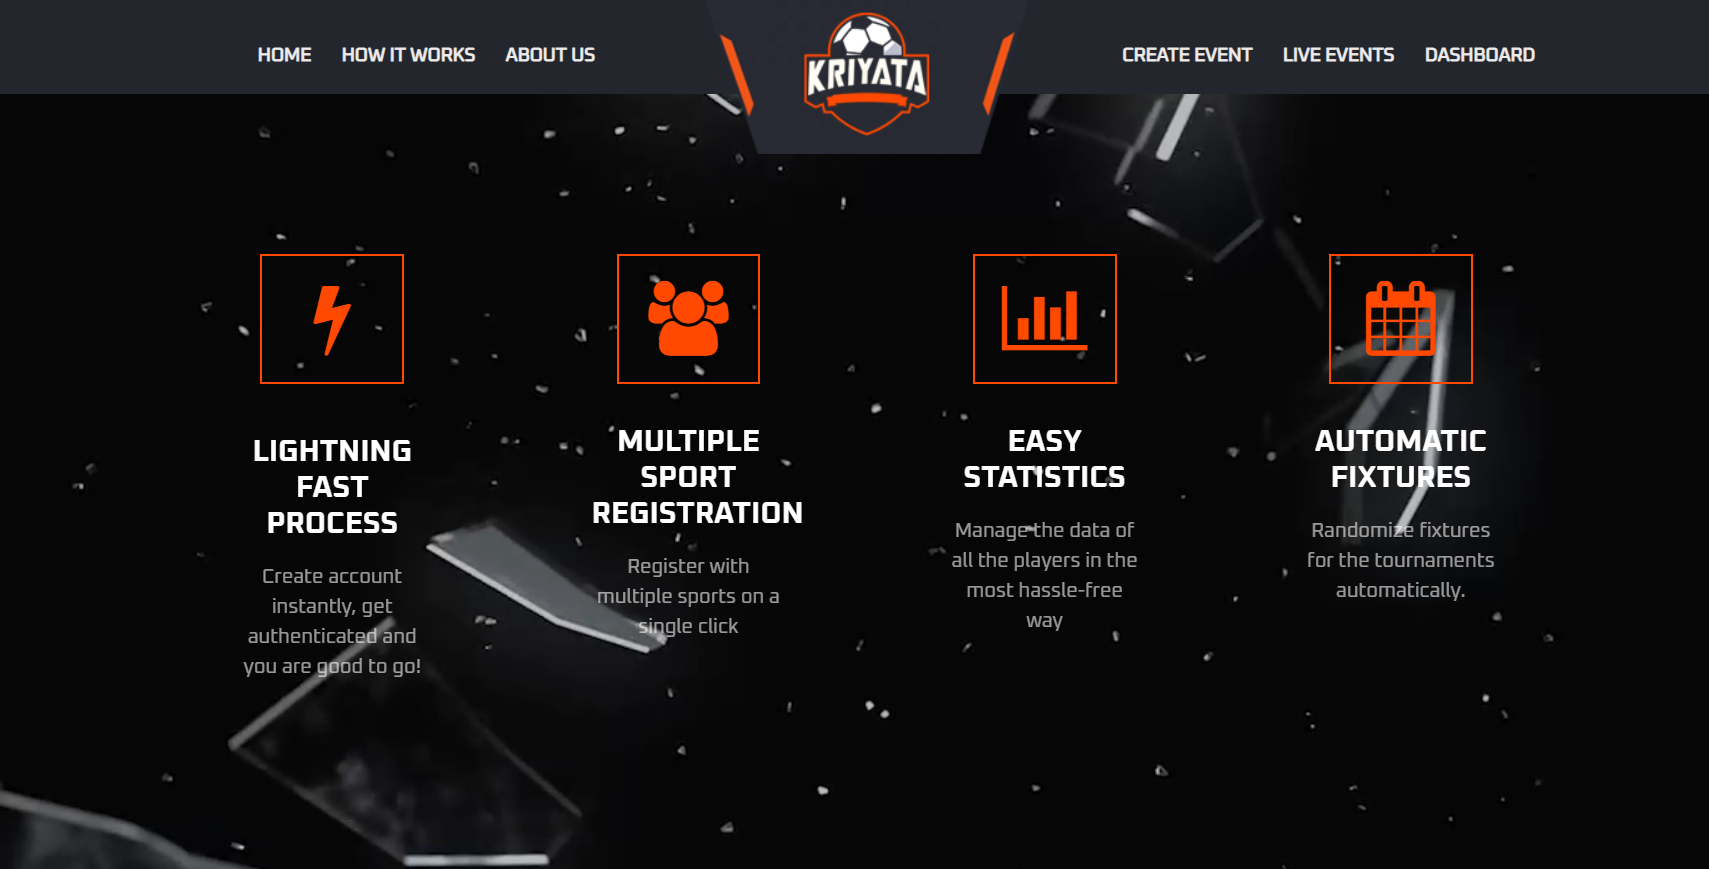 HOME HOW IT WORKS ABOUT US
KRIYATA
CREATE EVENT LIVE EVENTS DASHBOARD
LIGHTNING
FAST
PROCESS
Create account
instantly, get
authenticated and
you are good to go!
MULTIPLE
SPORT
REGISTRATION
Register with
multiple sports on a
single click
EASY
STATISTICS
Manage the data of
all the players in the
most hassle-free
way
AUTOMATIC
FIXTURES
Randomize fixtures
for the tournaments
automatically.